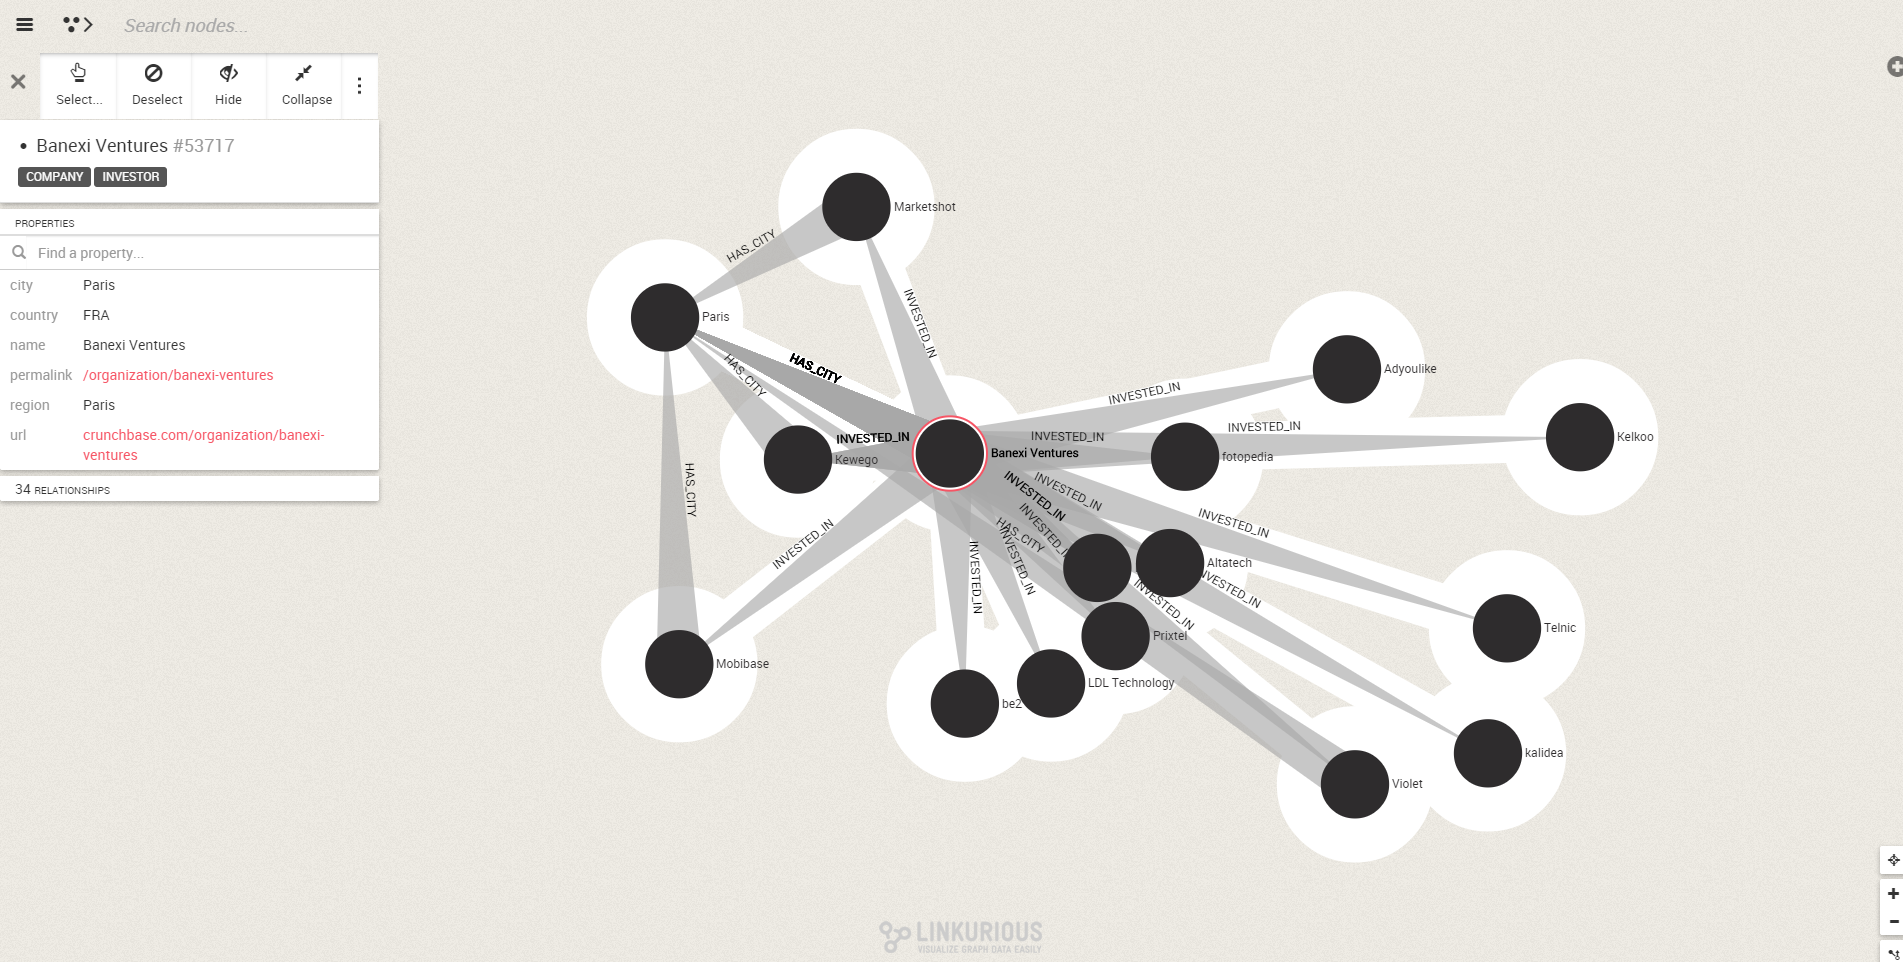 Search nodes...
Select...
Deselect
Hide
Collapse
Banexi Ventures #53717
COMPANY
INVESTOR
PROPERTIES
Find a property...
city Paris
country FRA
name Banexi Ventures
permalink /organization/banexi-ventures
region Paris
url crunchbase.com/organization/banexi-
ventures
34 RELATIONSHIPS
Marketshot
HAS_CITY
INVESTED_IN
Paris
HAS_CITY
HAS_CITY
Adyoulike
INVESTED_IN
INVESTED_IN
Kewego
Banexi Ventures
INVESTED_IN
fotopedia
INVESTED_IN
Kelkoo
HAS_CITY
INVESTED_IN
INVESTED_IN
INVESTED_IN
INVESTED_IN
HAS_CITY
INVESTED_IN
INVESTED_IN
INVESTED_IN
Altatech
INVESTED_IN
INVESTED_IN
Telnic
Prixtel
Mobibase
LDL Technology
be2
kalidea
Violet
LINKURIOUS
VISUALIZE GRAPH DATA EASILY